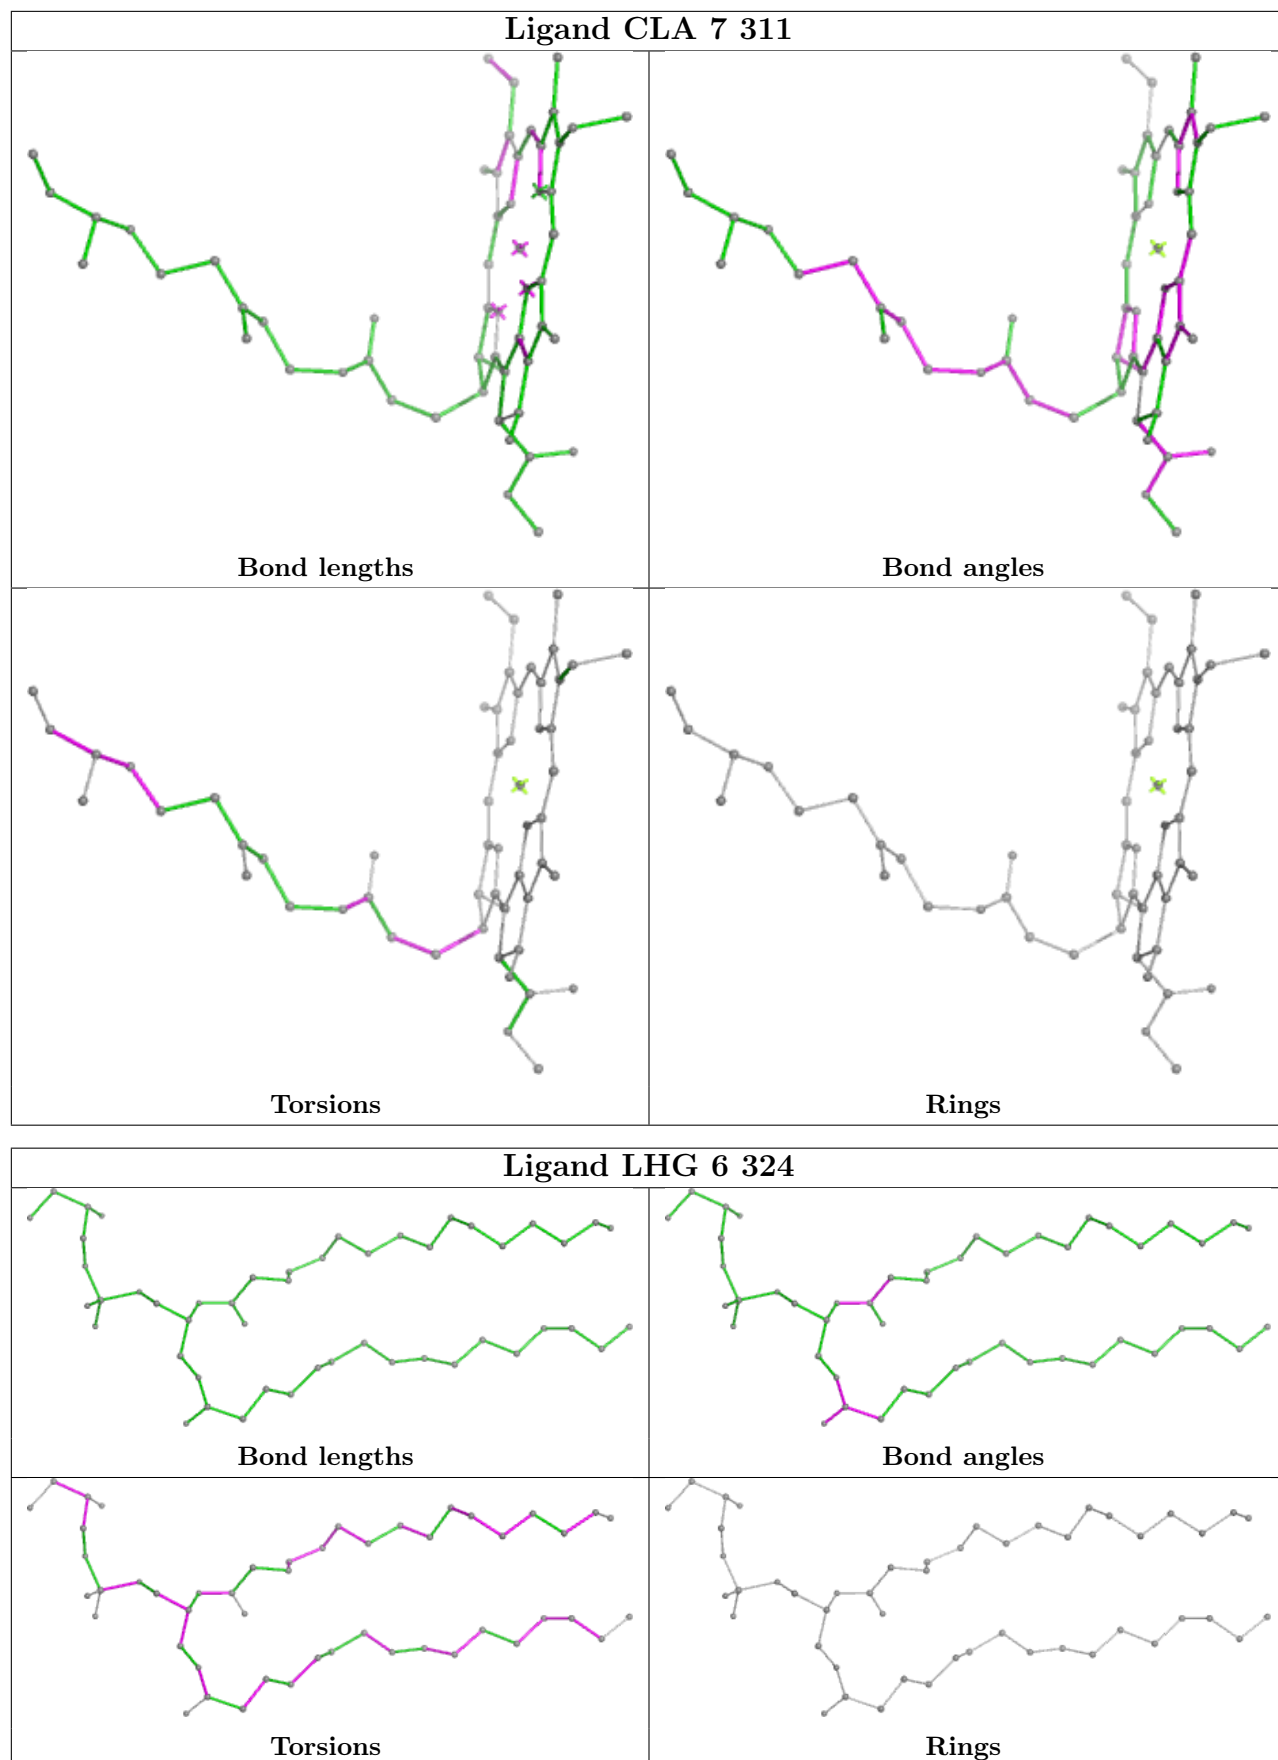 Ligand CLA 7 311
Bond lengths
Bond angles
Torsions
Rings
Ligand LHG 6 324
Bond lengths
Bond angles
Torsions
Rings